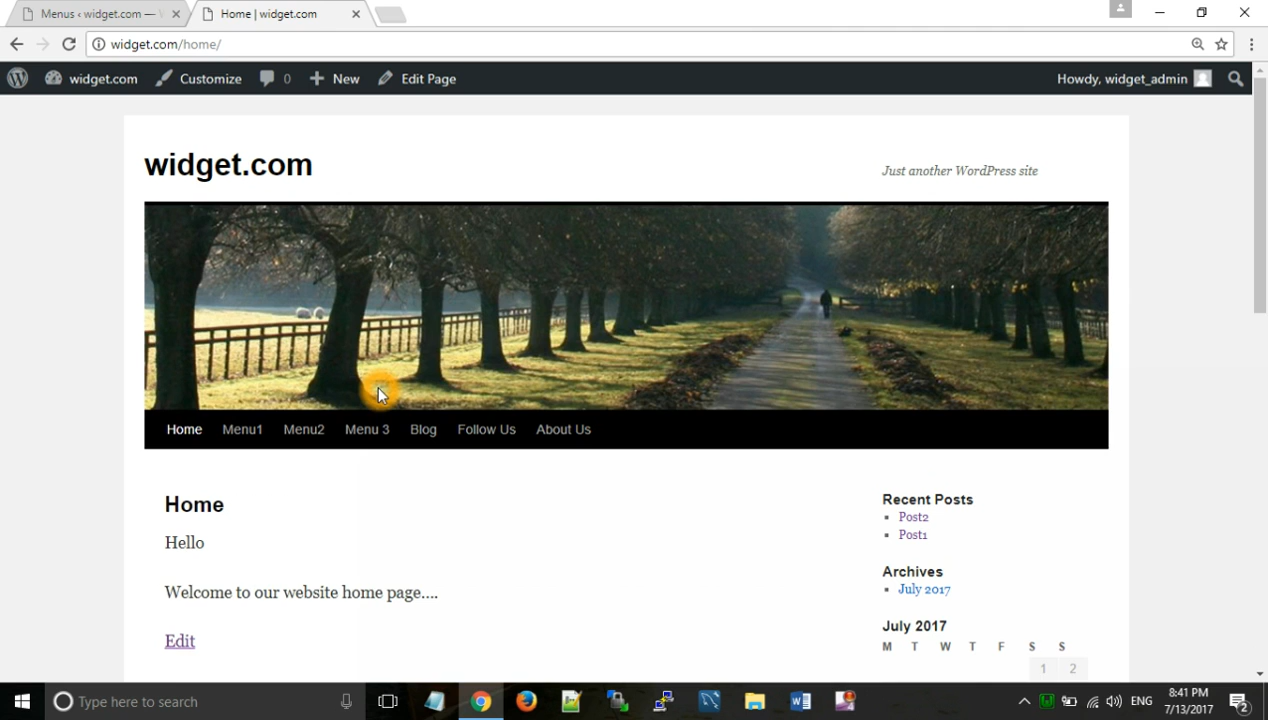 Menus ‹ widget.com —
Home | widget.com
widget.com/home/
widget.com
Customize
0
New
Edit Page
Howdy, widget_admin
widget.com
Just another WordPress site
Home
Menu1
Menu2
Menu 3
Blog
Follow Us
About Us
Home
Hello
Welcome to our website home page....
Edit
Recent Posts
Post2
Post1
Archives
July 2017
July 2017
M T W T F S S
1 2
Type here to search
ENG
8:41 PM
7/13/2017
2